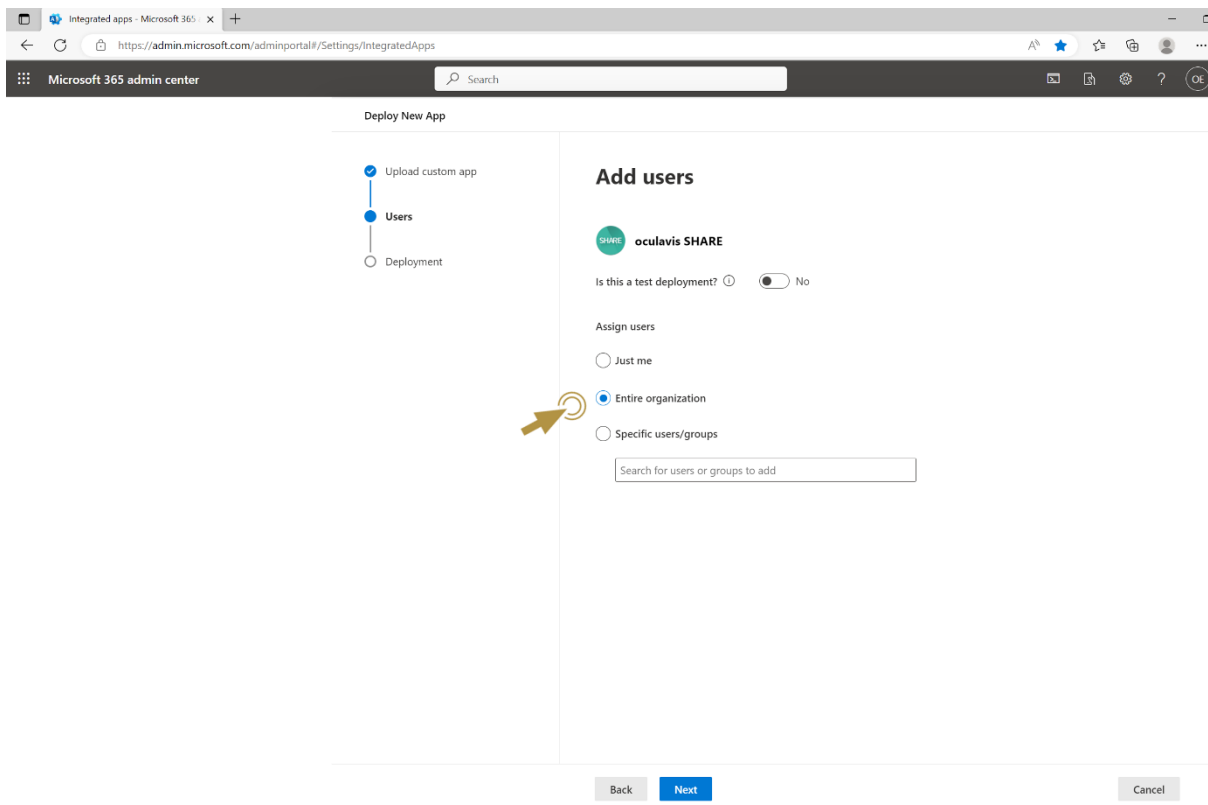 Integrated apps - Microsoft 365
https://admin.microsoft.com/adminportal#/Settings/IntegratedApps
Microsoft 365 admin center
Search
OE
Deploy New App
Upload custom app
Users
Deployment
Add users
SHARE
oculavis SHARE
Is this a test deployment?
No
Assign users
Just me
Entire organization
Specific users/groups
Search for users or groups to add
Back
Next
Cancel